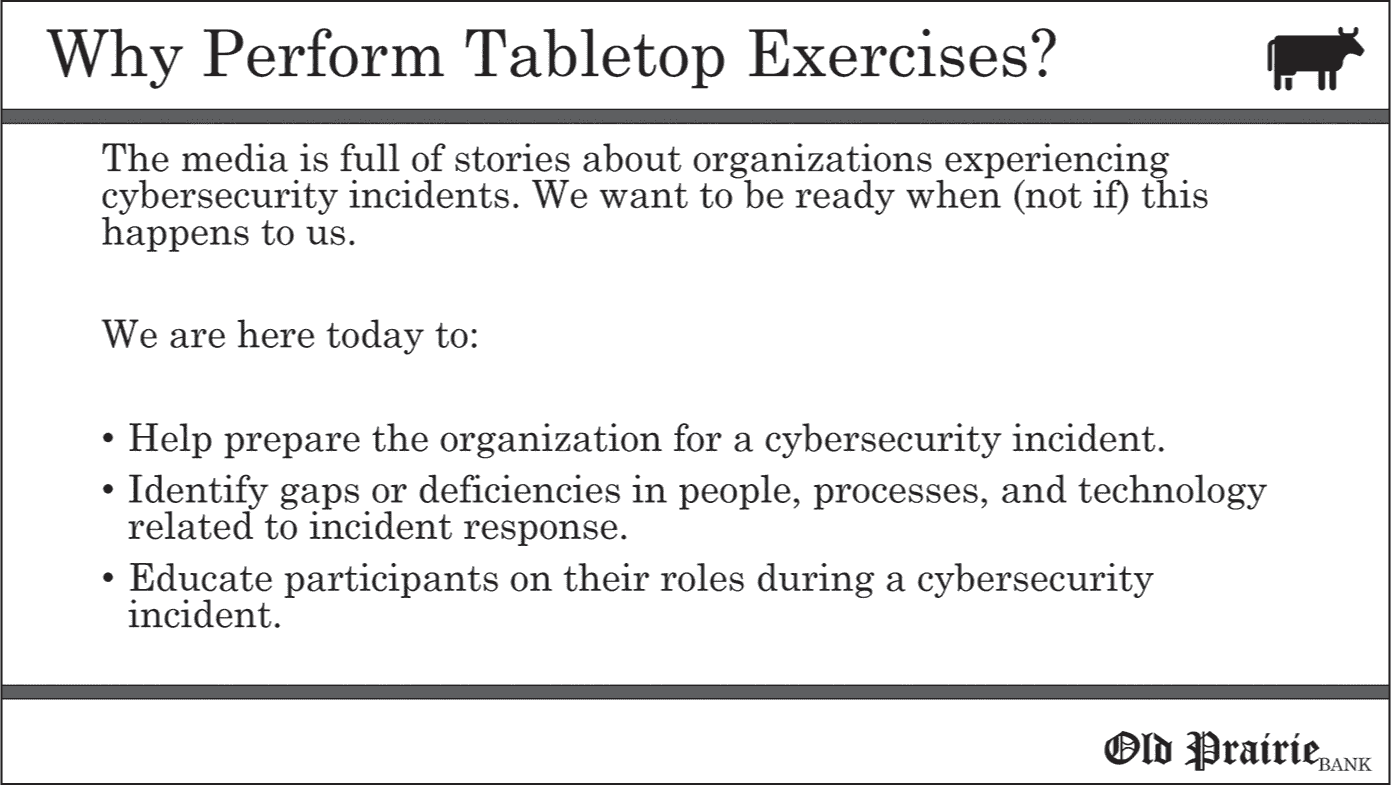 Why Perform Tabletop Exercises?
The media is full of stories about organizations experiencing
cybersecurity incidents. We want to be ready when (not if) this
happens to us.
We are here today to:
• Help prepare the organization for a cybersecurity incident.
• Identify gaps or deficiencies in people, processes, and technology
related to incident response.
• Educate participants on their roles during a cybersecurity
incident.
Old Prairie BANK